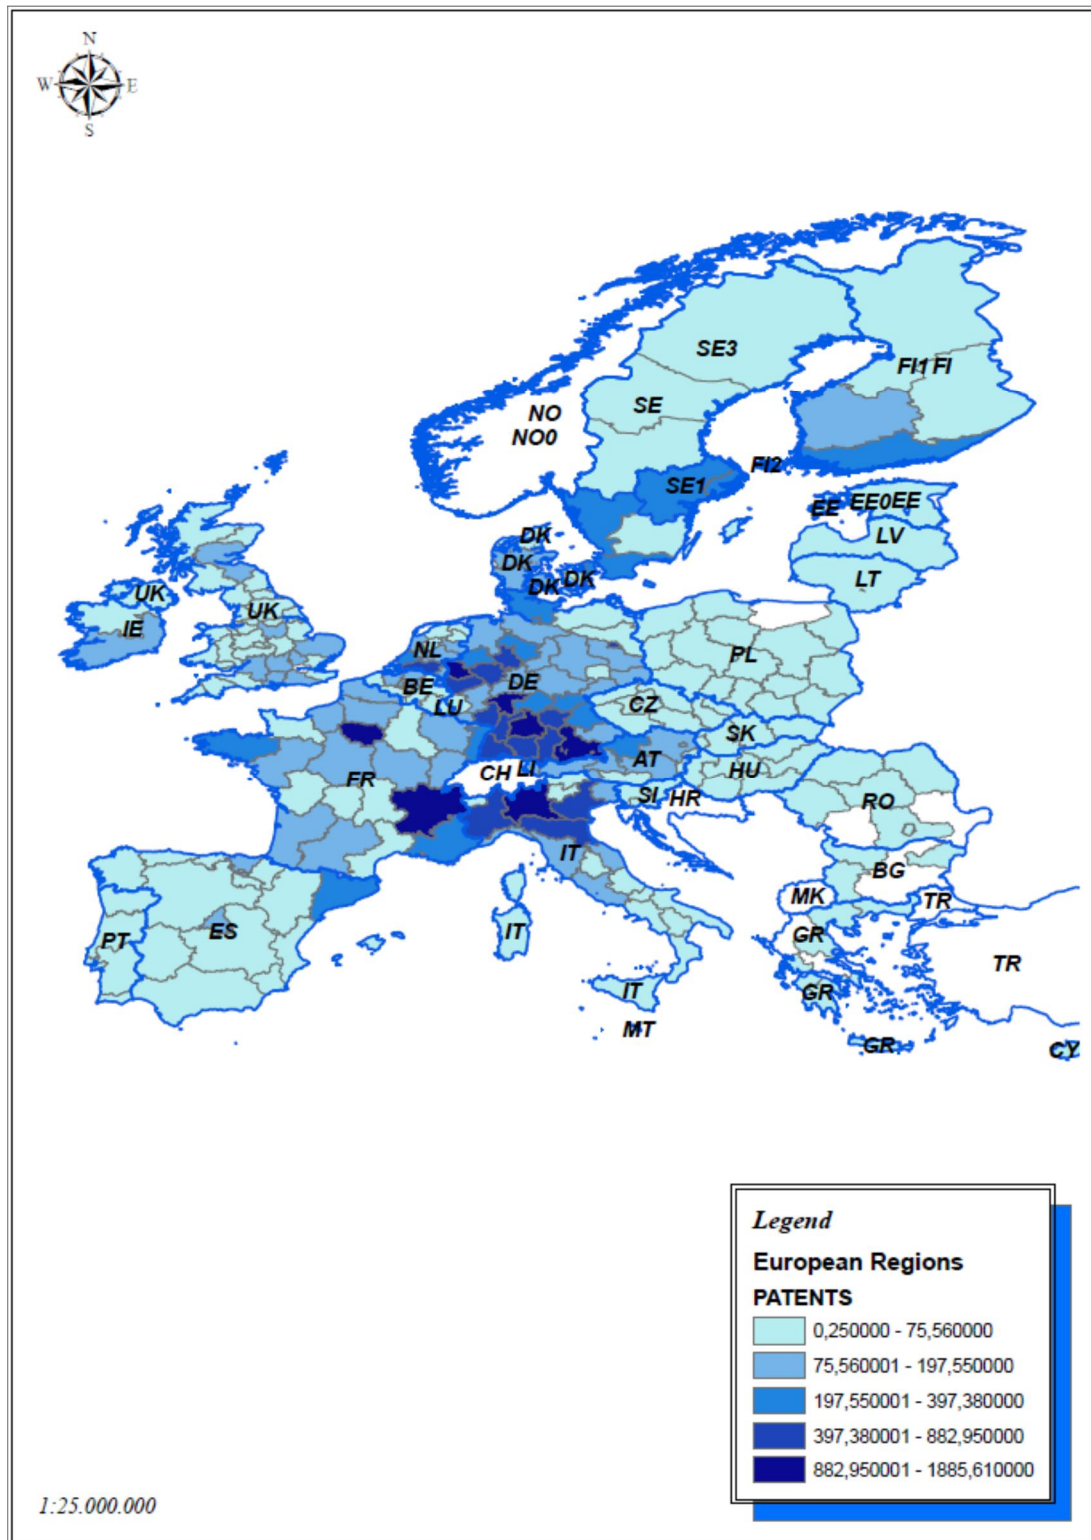 N
W E
S
SE3
FI1 FI
SE
NO
NO0
FI2
SE1
EE EE0EE
DK
LV
DK
DK DK
LT
UK
UK
IE
NL
PL
BE
DE
LU
CZ
SK
AT
HU
CH LI
FR
SI HR
RO
IT
BG
MK
TR
ES
PT
IT
GR
TR
IT
GR
MT
GR
CY
Legend
European Regions
PATENTS
0,250000 - 75,560000
75,560001 - 197,550000
197,550001 - 397,380000
397,380001 - 882,950000
882,950001 - 1885,610000
1:25.000.000